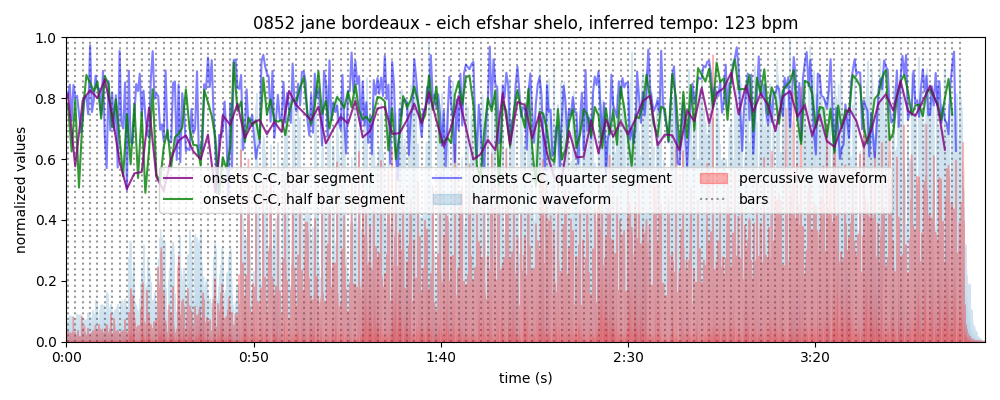 0852 jane bordeaux - eich efshar shelo, inferred tempo: 123 bpm
normalized values
1.0
0.8
0.6
0.4
0.2
0.0
onsets C-C, bar segment
onsets C-C, half bar segment
onsets C-C, quarter segment
harmonic waveform
percussive waveform
bars
0:00
0:50
1:40
2:30
3:20
time (s)